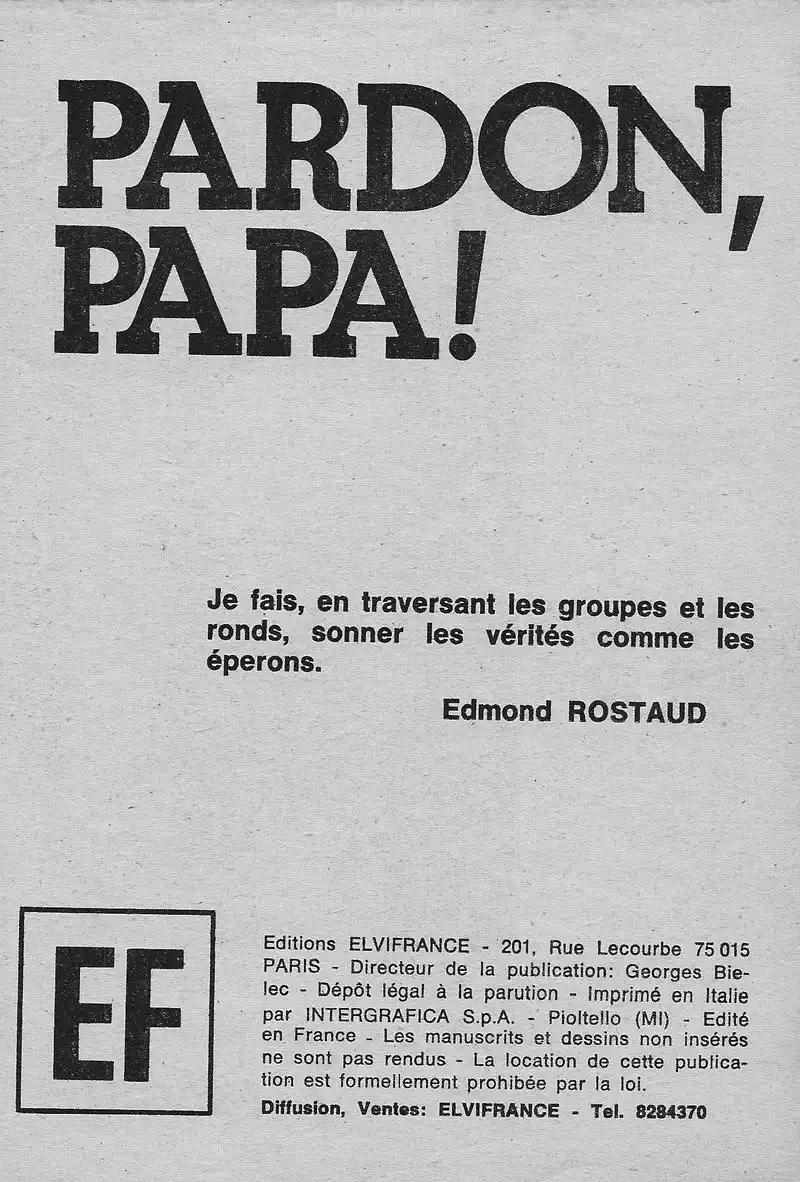 PARDON,
PAPA!
Je fais, en traversant les groupes et les
ronds, sonner les vérités comme les
éperons.
Edmond ROSTAUD
EF
Editions ELVIFRANCE - 201, Rue Lecourbe 75 015
PARIS - Directeur de la publication: Georges Bie-
lec - Dépôt légal à la parution - Imprimé en Italie
par INTERGRAFICA S.p.A. - Pioltello (MI) - Edité
en France - Les manuscrits et dessins non insérés
ne sont pas rendus - La location de cette publica-
tion est formellement prohibée par la loi.
Diffusion, Ventes: ELVIFRANCE - Tel. 8284370